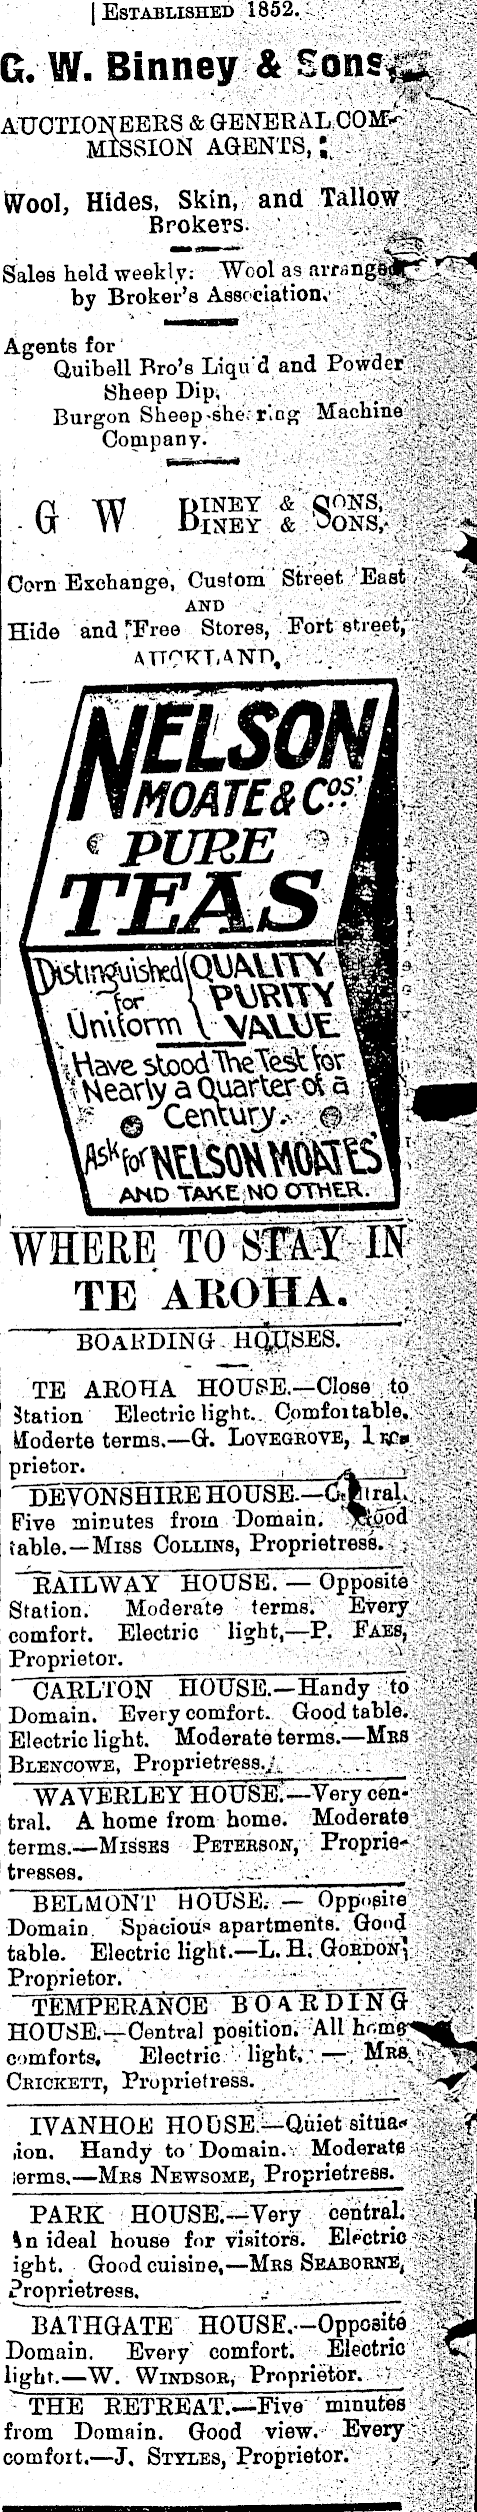 ESTABLISHED 1852.
G. W. Binney & Sons,
AUCTIONEERS & GENERAL COM-
MISSION AGENTS,
Wool, Hides, Skin, and Tallow
Brokers.
Sales held weekly. Wool as arranged
by Broker's Association.
Agents for
Quibell Bro's Liqu'd and Powder
Sheep Dip,
Burgon Sheep-she ring Machine
Company.
G W BINEY & SONS,
BINEY & SONS,
Corn Exchange, Custom Street East
AND
Hide and Free Stores, Fort street,
AUCKLAND,
NELSON
MOATE & COS'
PURE
TEAS
Distinguished QUALITY
for PURITY
Uniform VALUE
Have stood The Test for
Nearly a Quarter of a
Century.
Ask for NELSON MOATES'
AND TAKE NO OTHER.
WHERE TO STAY IN
TE AROHA.
BOARDING HOUSES.
TE AROHA HOUSE.—Close to
Station Electric light. Comfortable.
Moderte terms.—G. LOVEGROVE, Pro-
prietor.
DEVONSHIRE HOUSE.—Central.
Five minutes from Domain. Good
table.—MISS COLLINS, Proprietress.
RAILWAY HOUSE. — Opposite
Station. Moderate terms. Every
comfort. Electric light,—P. FAES,
Proprietor.
CARLTON HOUSE.—Handy to
Domain. Every comfort. Good table.
Electric light. Moderate terms.—MRS
BLENCOWE, Proprietress.
WAVERLEY HOUSE.—Very cen-
tral. A home from home. Moderate
terms.—MISSES PETERSON, Proprie-
tresses.
BELMONT HOUSE. — Opposite
Domain Spacious apartments. Good
table. Electric light.—L. H. GORDON,
Proprietor.
TEMPERANCE BOARDING
HOUSE.—Central position. All home
comforts, Electric light. — MRS
CRICKETT, Proprietress.
IVANHOE HOUSE.—Quiet situa-
tion. Handy to Domain. Moderate
terms.—MRS NEWSOME, Proprietress.
PARK HOUSE.—Very central.
An ideal house for visitors. Electric
light. Good cuisine,—MRS SEABORNE,
Proprietress.
BATHGATE HOUSE.—Opposite
Domain. Every comfort. Electric
light.—W. WINDSOR, Proprietor.
THE RETREAT.—Five minutes
from Domain. Good view. Every
comfort.—J. STYLES, Proprietor.